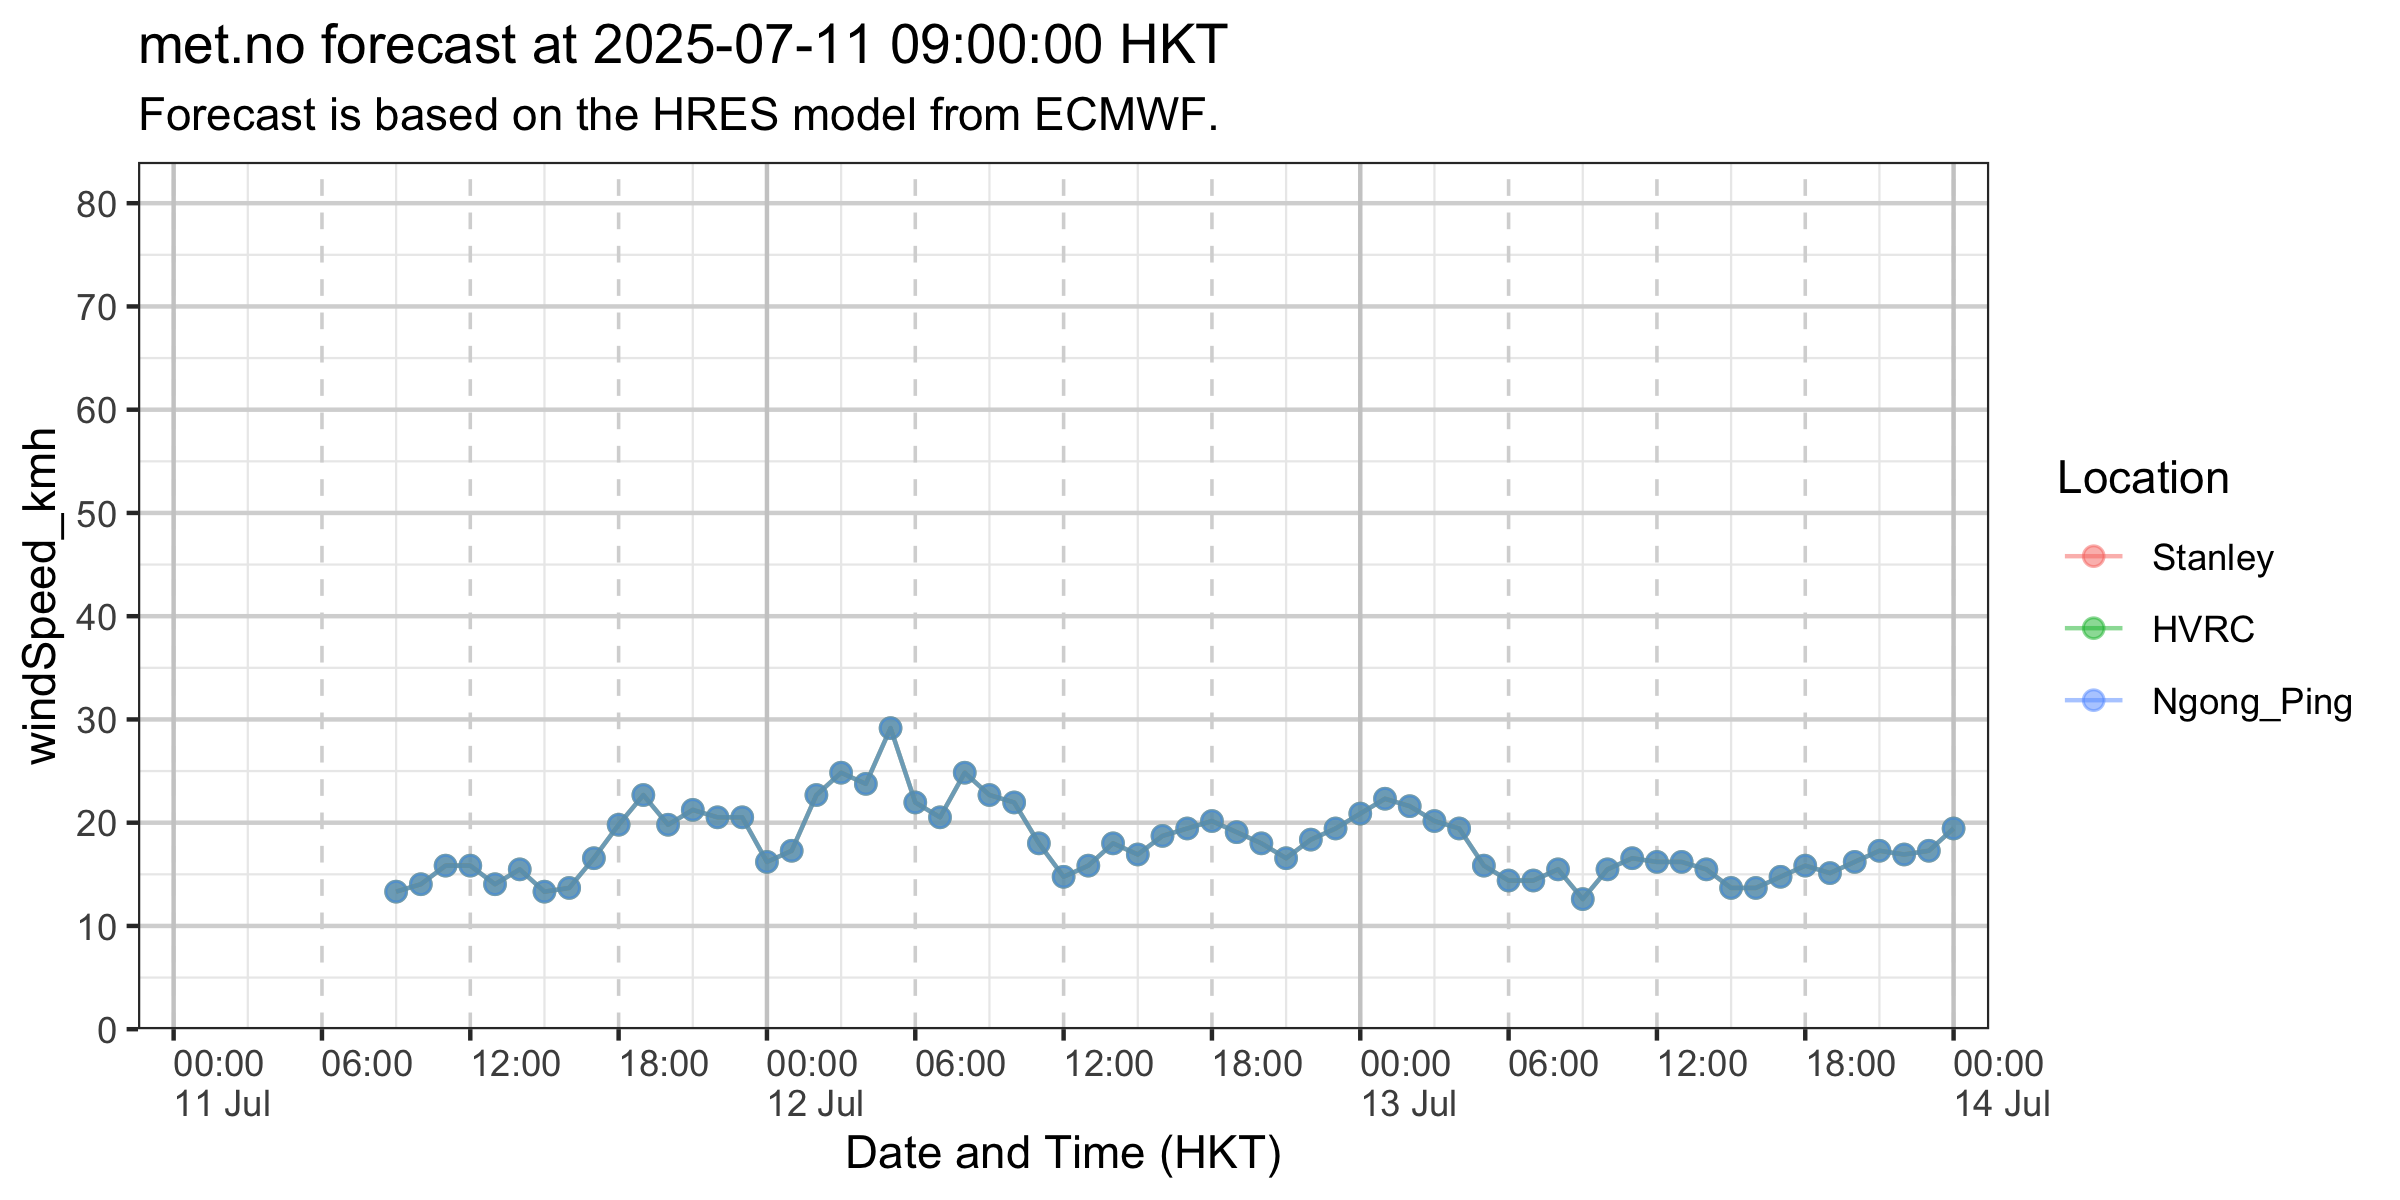 met.no forecast at 2025-07-11 09:00:00 HKT
Forecast is based on the HRES model from ECMWF.
windSpeed_kmh
80
70
60
50
40
30
20
10
0
00:00 06:00 12:00 18:00 00:00 06:00 12:00 18:00 00:00 06:00 12:00 18:00 00:00
11 Jul 12 Jul 13 Jul 14 Jul
Date and Time (HKT)
Location
Stanley
HVRC
Ngong_Ping